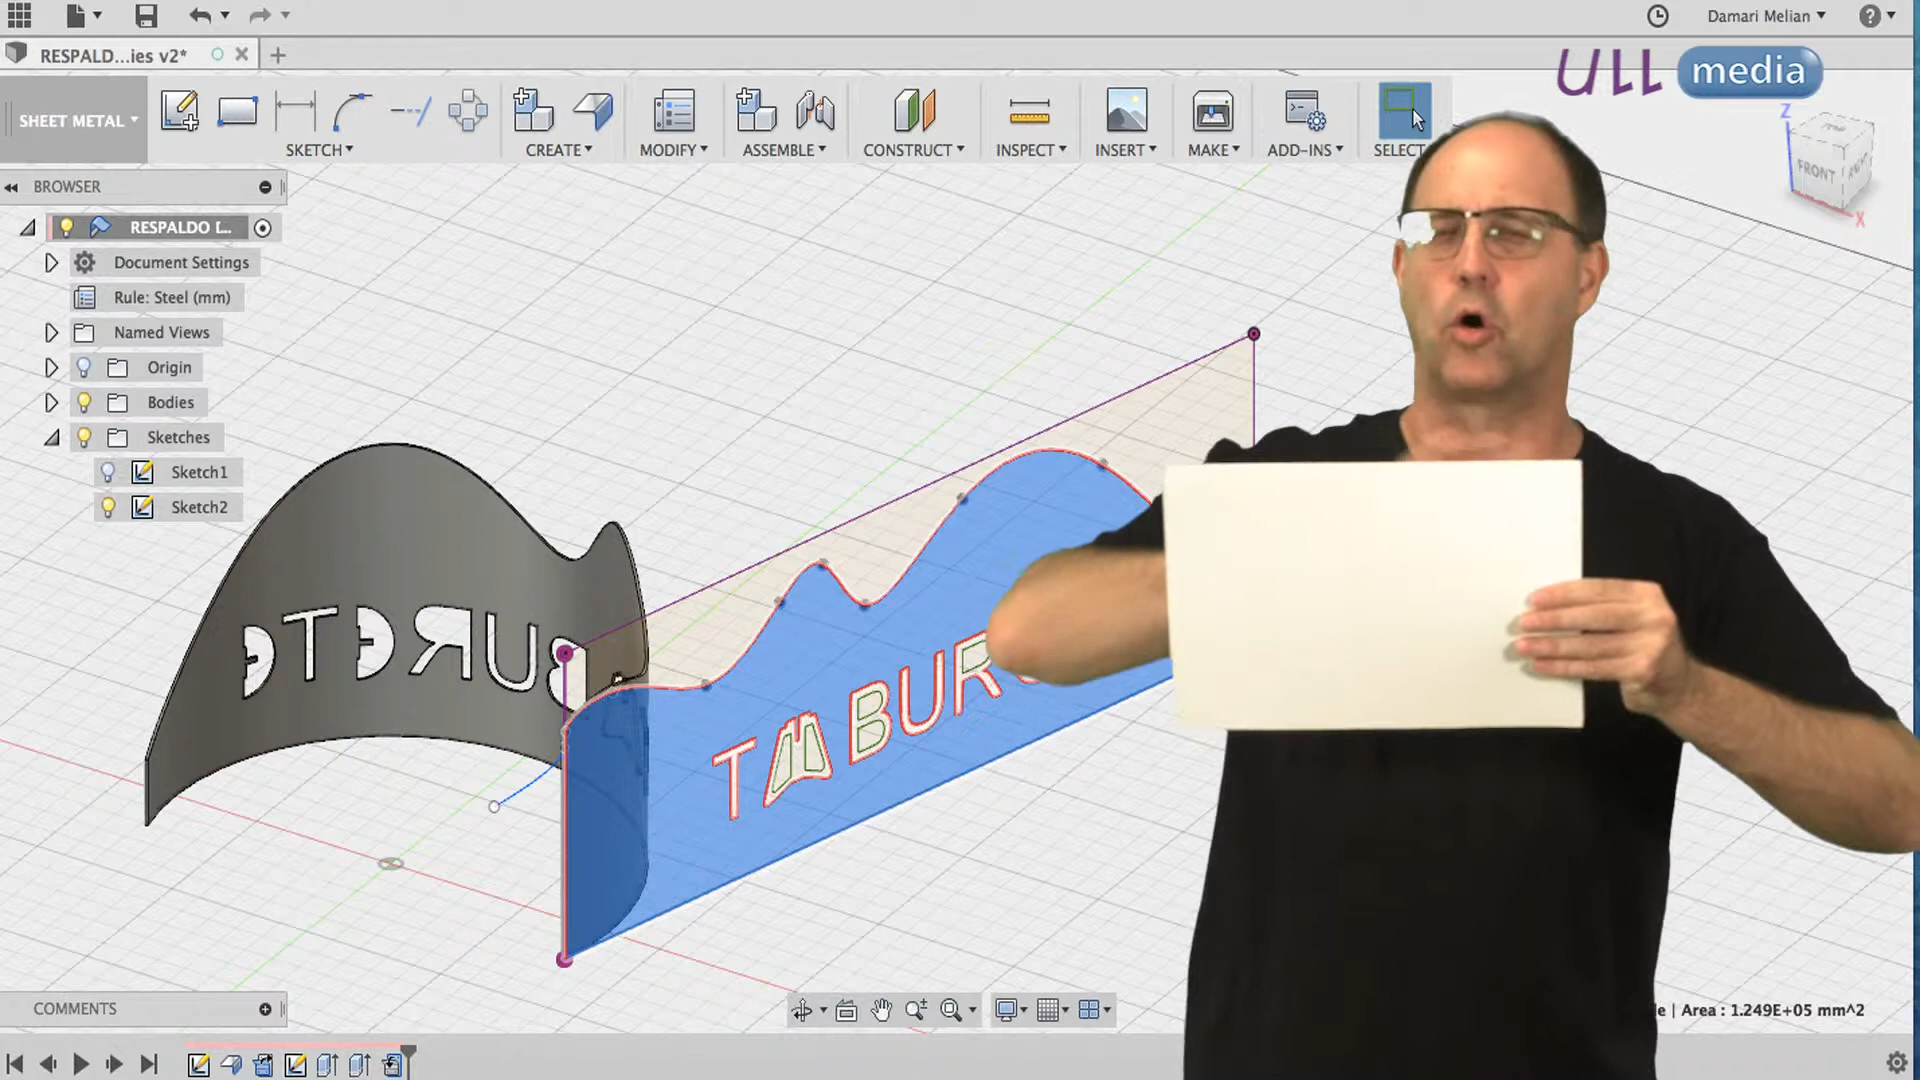 Damari Melian
RESPALD...ies v2*
ULL media
SHEET METAL
SKETCH
CREATE
MODIFY
ASSEMBLE
CONSTRUCT
INSPECT
INSERT
MAKE
ADD-INS
SELECT
Z
FRONT
X
BROWSER
RESPALDO [...
Document Settings
Rule: Steel (mm)
Named Views
Origin
Bodies
Sketches
Sketch1
Sketch2
BURETE
TABUR
COMMENTS
| Area : 1.249E+05 mm^2